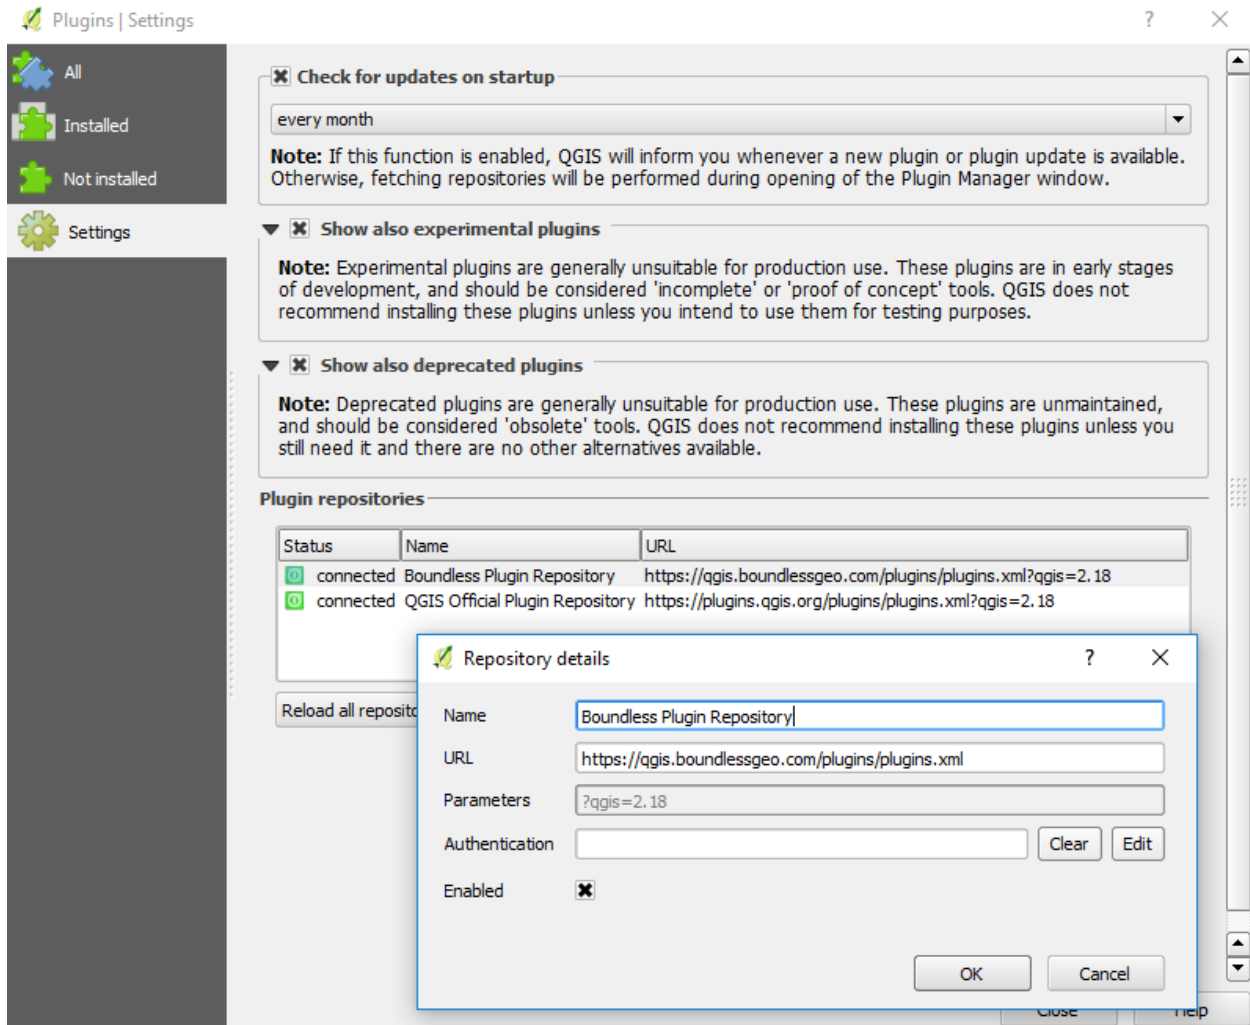 Plugins | Settings
?
All
Installed
Not installed
Settings
Check for updates on startup
every month
Note: If this function is enabled, QGIS will inform you whenever a new plugin or plugin update is available.
Otherwise, fetching repositories will be performed during opening of the Plugin Manager window.
Show also experimental plugins
Note: Experimental plugins are generally unsuitable for production use. These plugins are in early stages
of development, and should be considered 'incomplete' or 'proof of concept' tools. QGIS does not
recommend installing these plugins unless you intend to use them for testing purposes.
Show also deprecated plugins
Note: Deprecated plugins are generally unsuitable for production use. These plugins are unmaintained,
and should be considered 'obsolete' tools. QGIS does not recommend installing these plugins unless you
still need it and there are no other alternatives available.
Plugin repositories
Status Name URL
connected Boundless Plugin Repository https://qgis.boundlessgeo.com/plugins/plugins.xml?qgis=2.18
connected QGIS Official Plugin Repository https://plugins.qgis.org/plugins/plugins.xml?qgis=2.18
Reload all reposito
Repository details ?
Name Boundless Plugin Repository
URL https://qgis.boundlessgeo.com/plugins/plugins.xml
Parameters ?qgis=2.18
Authentication Clear Edit
Enabled
OK Cancel
Close Help